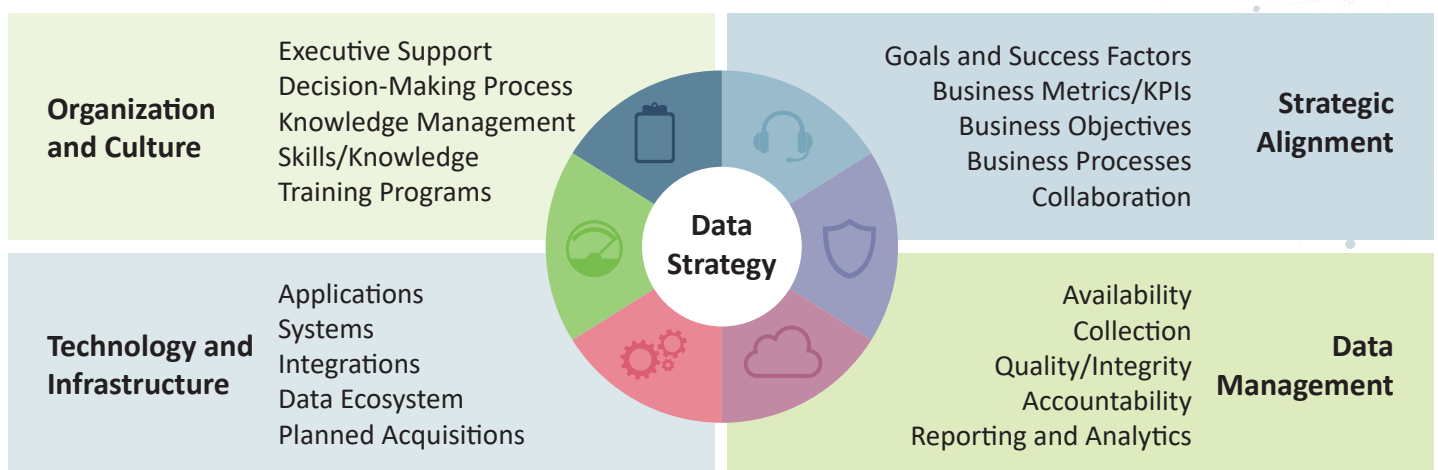 Organization
and Culture
Executive Support
Decision-Making Process
Knowledge Management
Skills/Knowledge
Training Programs
Goals and Success Factors
Business Metrics/KPIs
Business Objectives
Business Processes
Collaboration
Strategic
Alignment
Data
Strategy
Technology and
Infrastructure
Applications
Systems
Integrations
Data Ecosystem
Planned Acquisitions
Availability
Collection
Quality/Integrity
Accountability
Reporting and Analytics
Data
Management